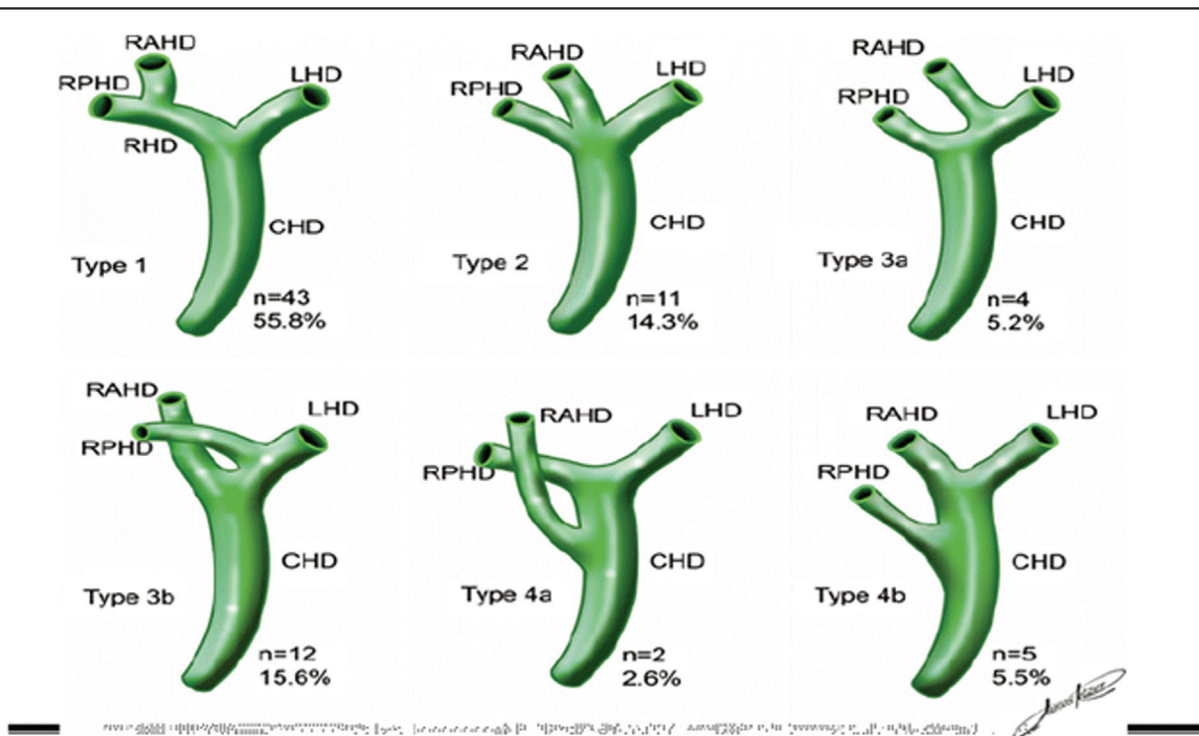 RAHD
RPHD
LHD
RHD
CHD
Type 1
n=43
55.8%
RAHD
RPHD
LHD
CHD
Type 2
n=11
14.3%
RAHD
RPHD
LHD
CHD
Type 3a
n=4
5.2%
RAHD
RPHD
LHD
CHD
Type 3b
n=12
15.6%
RAHD
RPHD
LHD
CHD
Type 4a
n=2
2.6%
RAHD
RPHD
LHD
CHD
Type 4b
n=5
5.5%